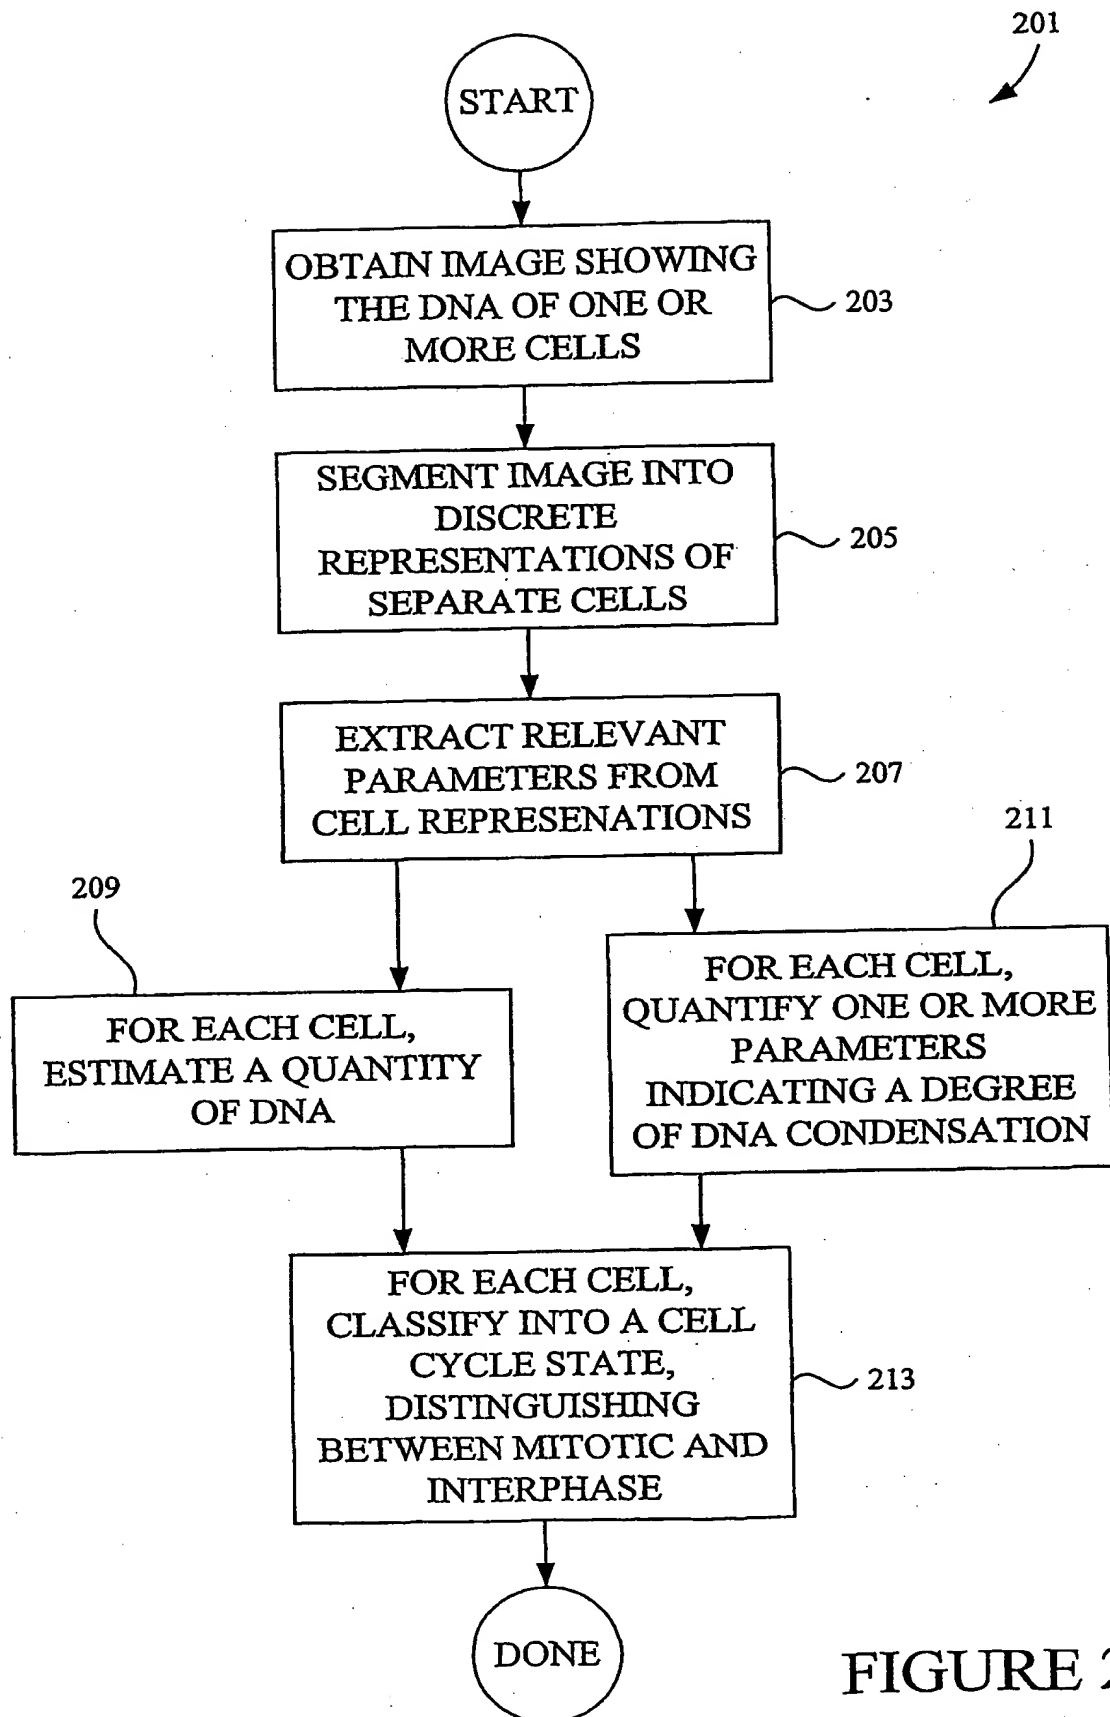 201
START
OBTAIN IMAGE SHOWING
THE DNA OF ONE OR
MORE CELLS
203
SEGMENT IMAGE INTO
DISCRETE
REPRESENTATIONS OF
SEPARATE CELLS
205
EXTRACT RELEVANT
PARAMETERS FROM
CELL REPRESENATIONS
207
209
211
FOR EACH CELL,
ESTIMATE A QUANTITY
OF DNA
FOR EACH CELL,
QUANTIFY ONE OR MORE
PARAMETERS
INDICATING A DEGREE
OF DNA CONDENSATION
FOR EACH CELL,
CLASSIFY INTO A CELL
CYCLE STATE,
DISTINGUISHING
BETWEEN MITOTIC AND
INTERPHASE
213
DONE
FIGURE 2